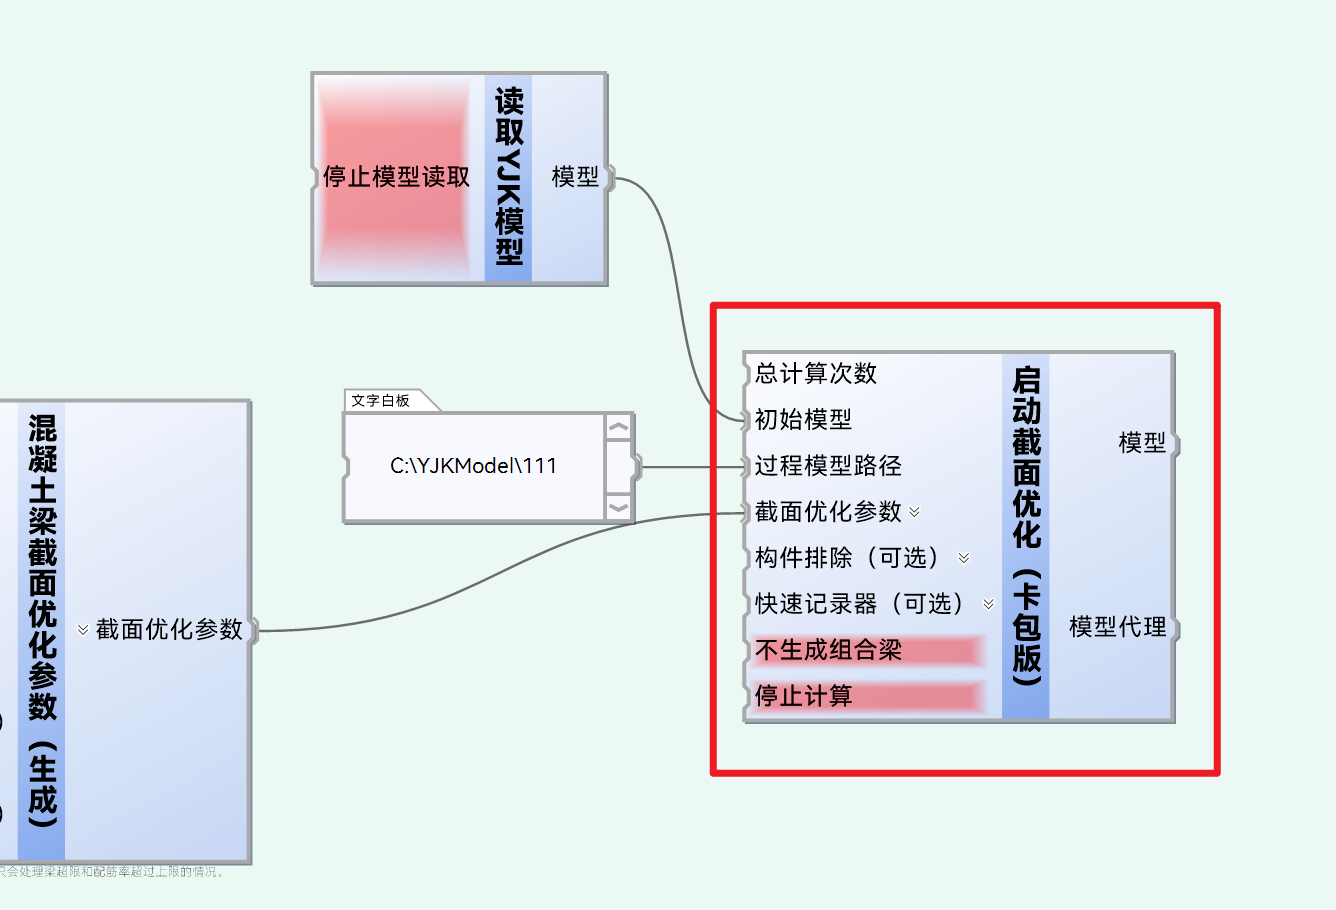 停止模型读取
读取YJK模型
模型
文字白板
C:\YJKModel\111
混凝土梁截面优化参数（生成）
截面优化参数
总计算次数
初始模型
过程模型路径
截面优化参数
构件排除（可选）
快速记录器（可选）
不生成组合梁
停止计算
启动截面优化（卡包版）
模型
模型代理
只会处理梁超限和配筋率超过上限的情况。